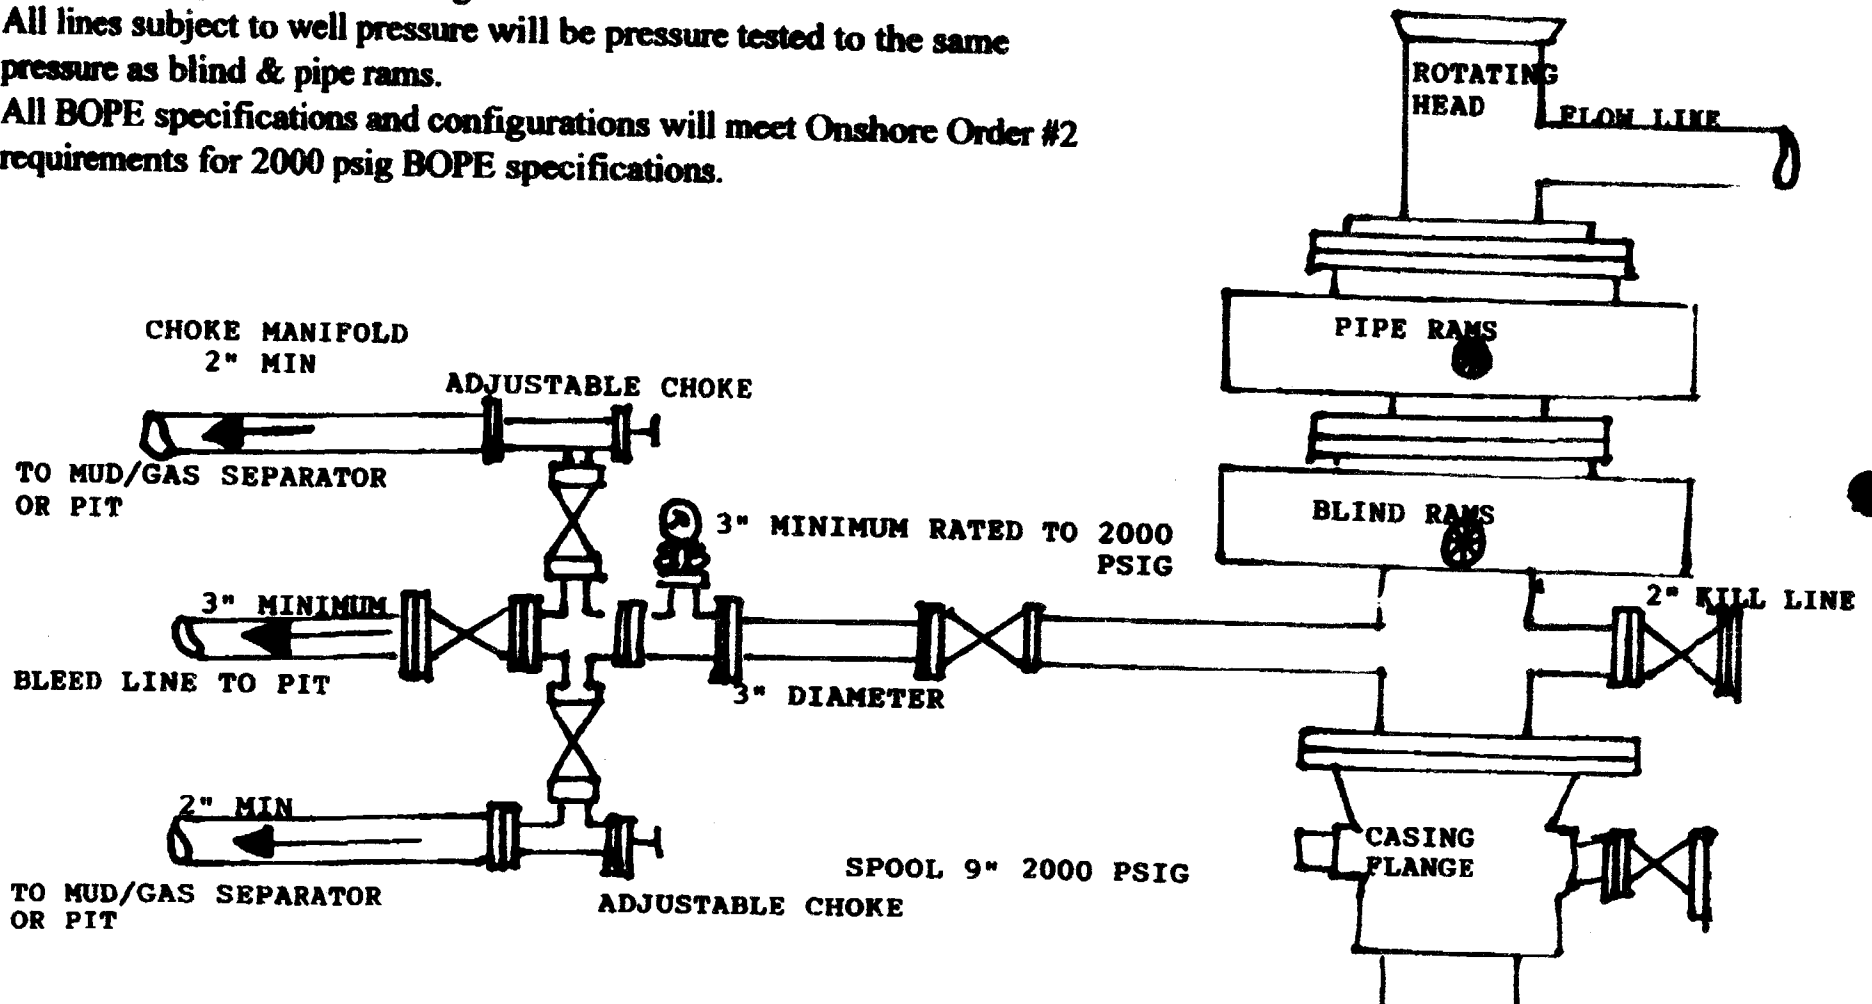 All lines subject to well pressure will be pressure tested to the same
pressure as blind & pipe rams.
All BOPE specifications and configurations will meet Onshore Order #2
requirements for 2000 psig BOPE specifications.
ROTATING
HEAD
FLOW LINE
PIPE RAMS
CHOKE MANIFOLD
2" MIN
ADJUSTABLE CHOKE
TO MUD/GAS SEPARATOR
OR PIT
3" MINIMUM RATED TO 2000
PSIG
BLIND RAMS
3" MINIMUM
2" KILL LINE
BLEED LINE TO PIT
3" DIAMETER
2" MIN
CASING
FLANGE
SPOOL 9" 2000 PSIG
TO MUD/GAS SEPARATOR
OR PIT
ADJUSTABLE CHOKE